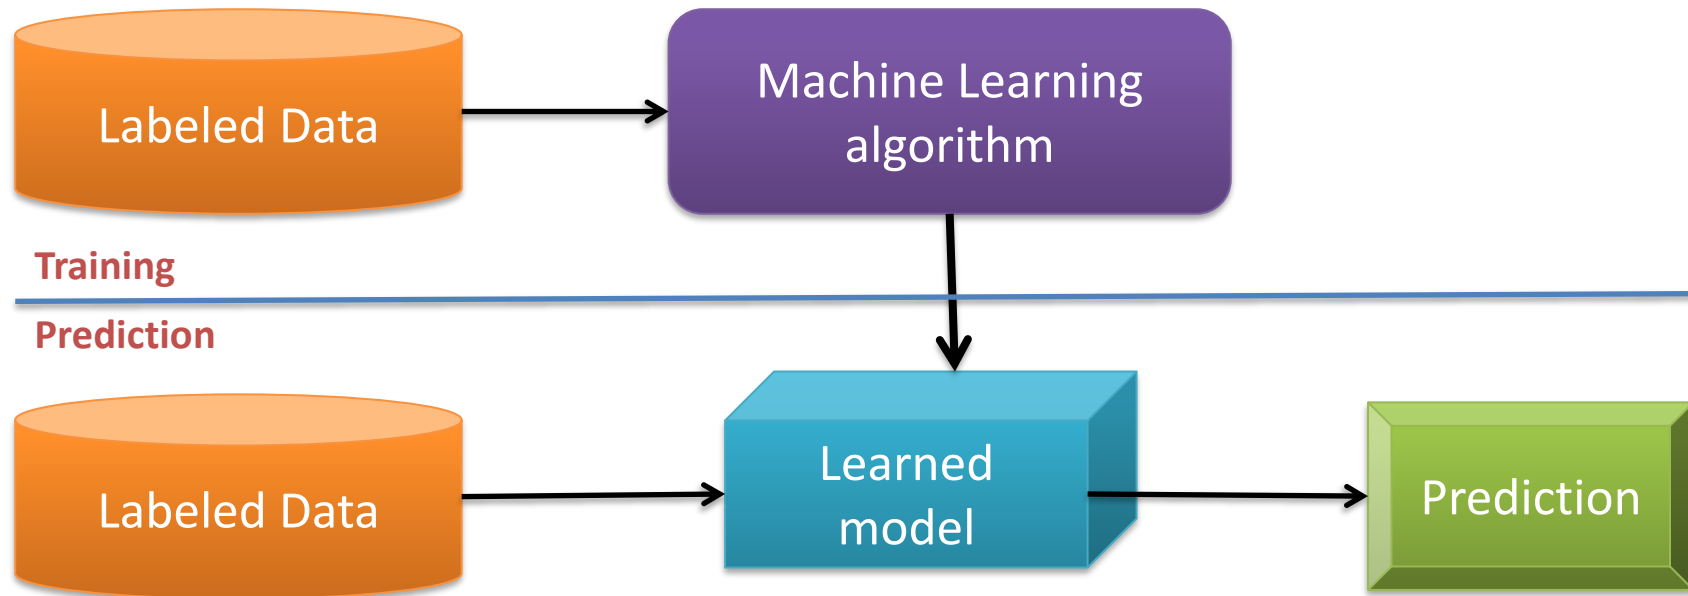 Labeled Data
Machine Learning
algorithm
Training
Prediction
Labeled Data
Learned
model
Prediction